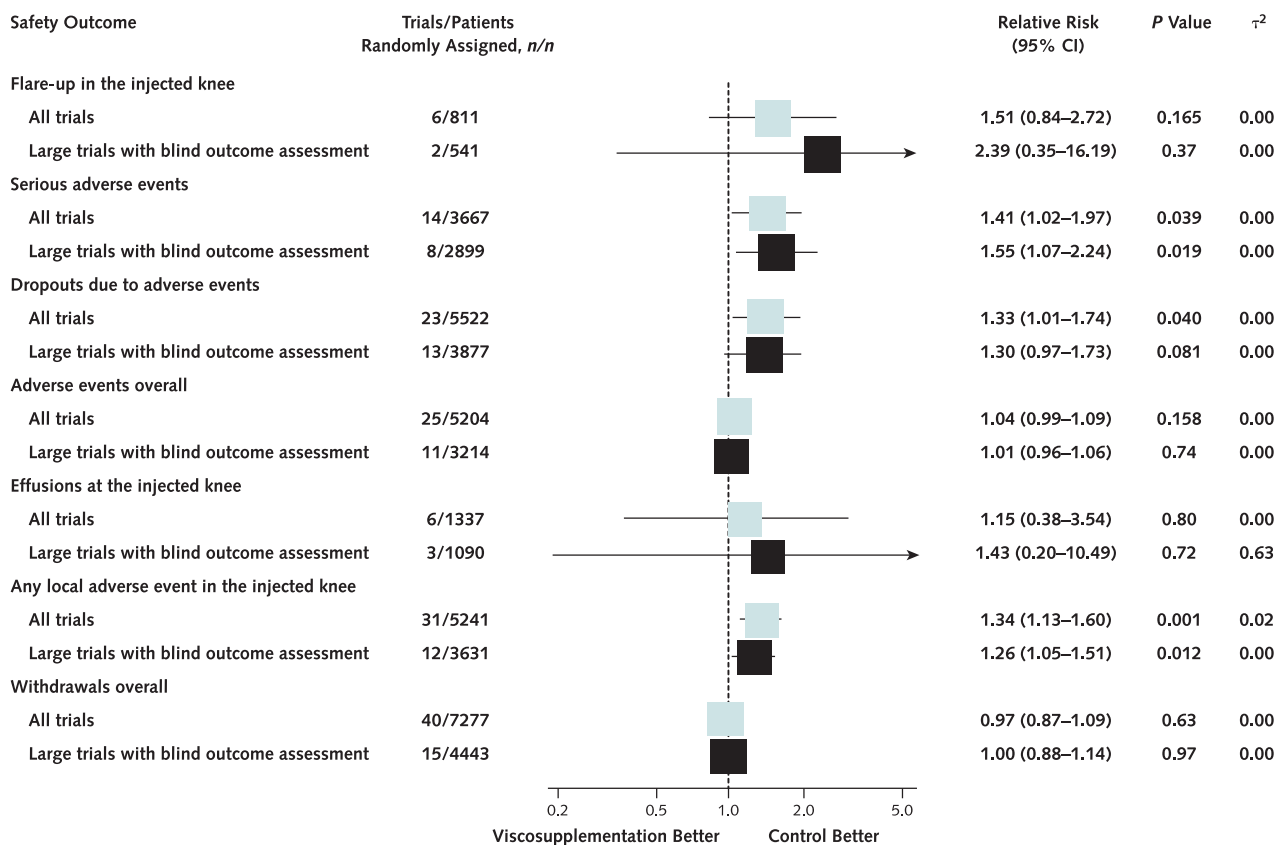 Safety Outcome Trials/Patients Randomly Assigned, n/n Relative Risk (95% CI) P Value τ²
Flare-up in the injected knee
All trials 6/811 1.51 (0.84–2.72) 0.165 0.00
Large trials with blind outcome assessment 2/541 2.39 (0.35–16.19) 0.37 0.00
Serious adverse events
All trials 14/3667 1.41 (1.02–1.97) 0.039 0.00
Large trials with blind outcome assessment 8/2899 1.55 (1.07–2.24) 0.019 0.00
Dropouts due to adverse events
All trials 23/5522 1.33 (1.01–1.74) 0.040 0.00
Large trials with blind outcome assessment 13/3877 1.30 (0.97–1.73) 0.081 0.00
Adverse events overall
All trials 25/5204 1.04 (0.99–1.09) 0.158 0.00
Large trials with blind outcome assessment 11/3214 1.01 (0.96–1.06) 0.74 0.00
Effusions at the injected knee
All trials 6/1337 1.15 (0.38–3.54) 0.80 0.00
Large trials with blind outcome assessment 3/1090 1.43 (0.20–10.49) 0.72 0.63
Any local adverse event in the injected knee
All trials 31/5241 1.34 (1.13–1.60) 0.001 0.02
Large trials with blind outcome assessment 12/3631 1.26 (1.05–1.51) 0.012 0.00
Withdrawals overall
All trials 40/7277 0.97 (0.87–1.09) 0.63 0.00
Large trials with blind outcome assessment 15/4443 1.00 (0.88–1.14) 0.97 0.00
0.2 0.5 1.0 2.0 5.0
Viscosupplementation Better Control Better